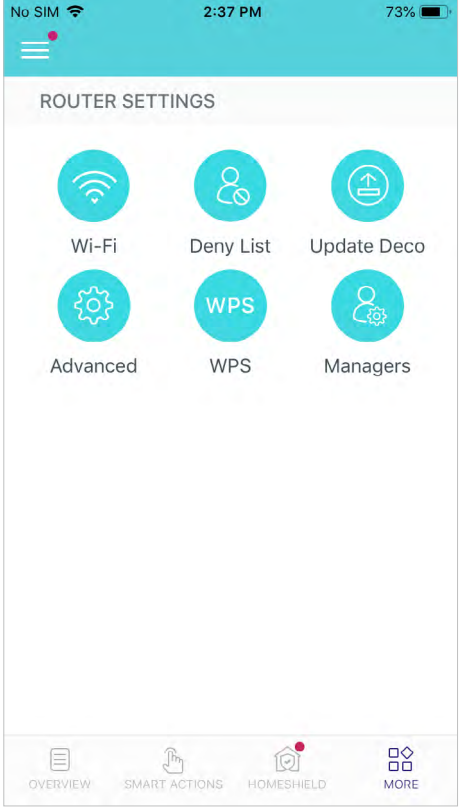 No SIM 2:37 PM 73%
ROUTER SETTINGS
Wi-Fi Deny List Update Deco
WPS
Advanced WPS Managers
OVERVIEW SMART ACTIONS HOMESHIELD MORE